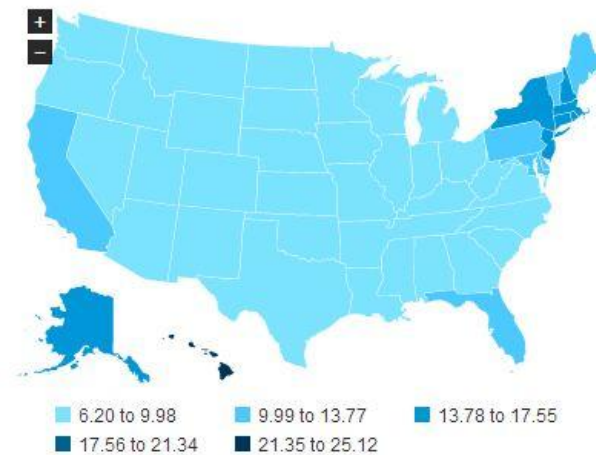 +
−
6.20 to 9.98 9.99 to 13.77 13.78 to 17.55
17.56 to 21.34 21.35 to 25.12